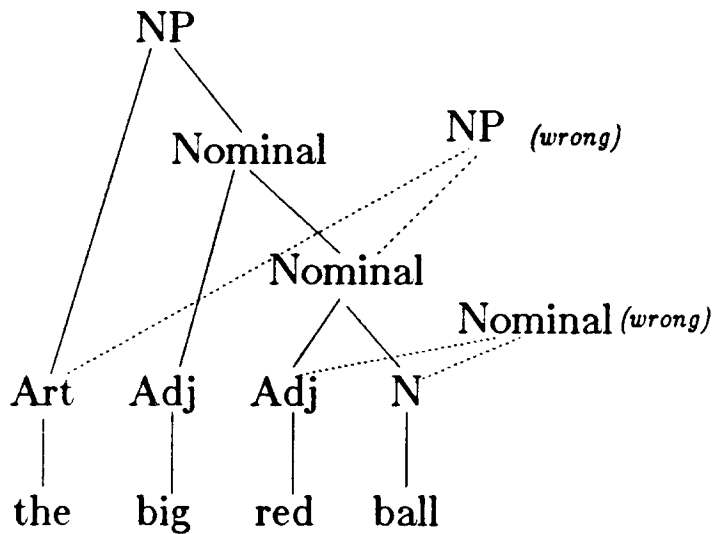 NP
Nominal
NP (wrong)
Nominal
Nominal (wrong)
Art Adj Adj N
the big red ball